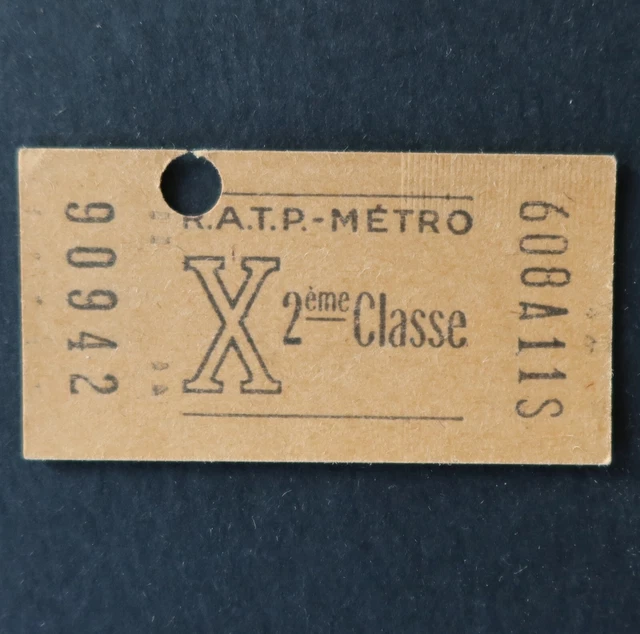 90942
R.A.T.P.-MÉTRO
X 2ème Classe
608A11S